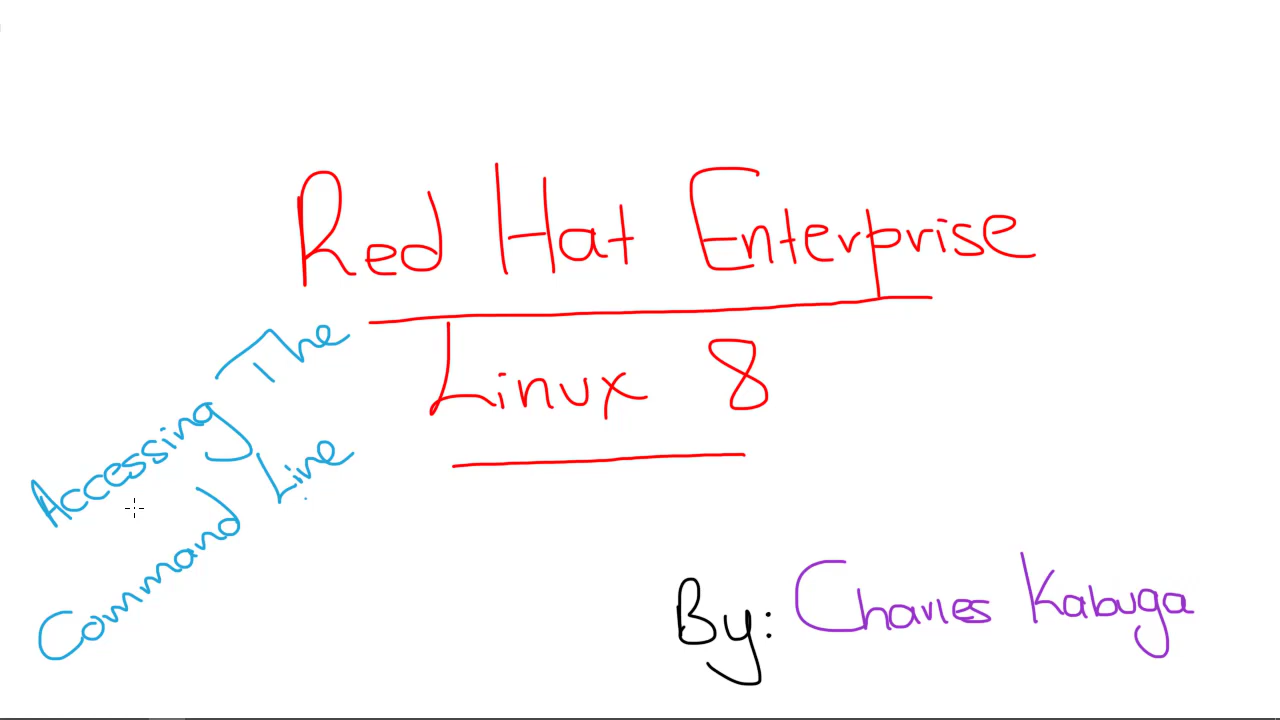 Red Hat Enterprise
Linux 8
Accessing The
Command Line
By: Charles Kabuga